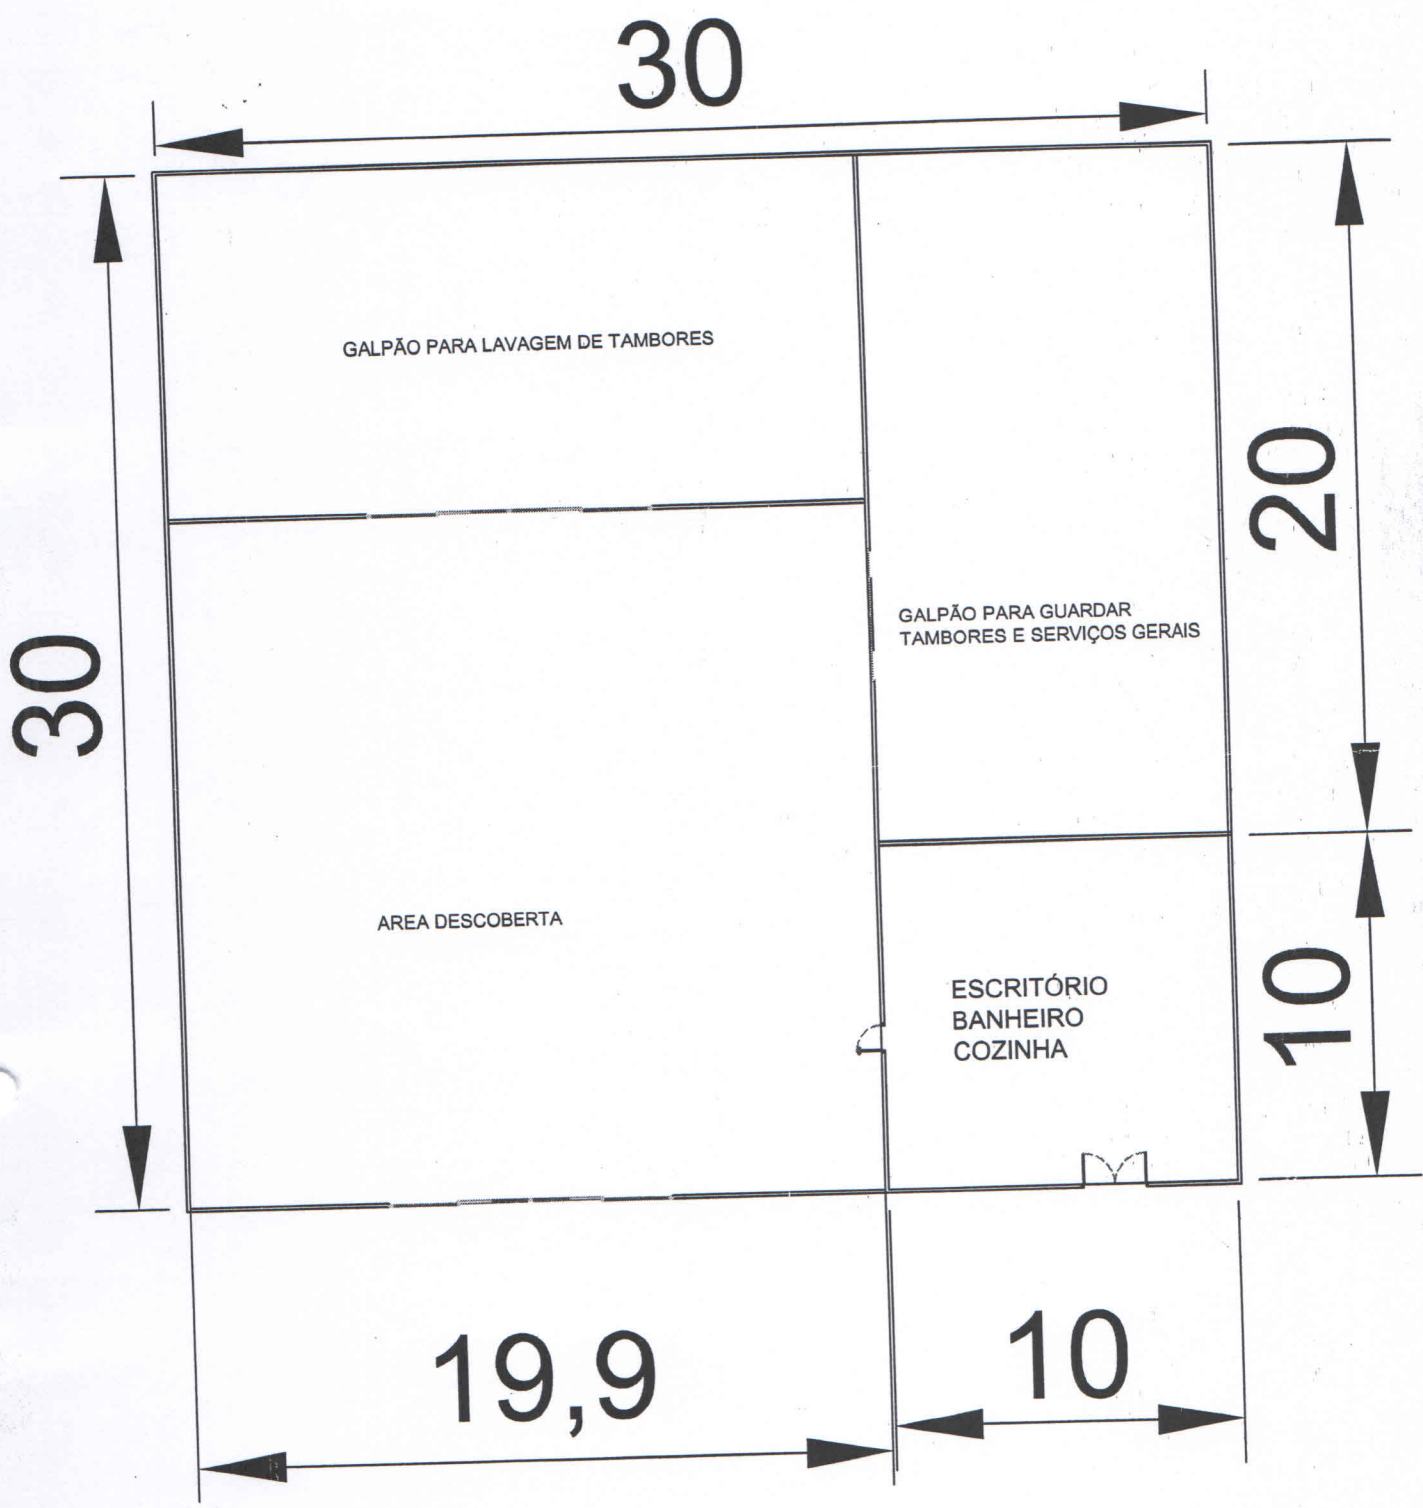 30
GALPÃO PARA LAVAGEM DE TAMBORES
30
20
GALPÃO PARA GUARDAR
TAMBORES E SERVIÇOS GERAIS
AREA DESCOBERTA
ESCRITÓRIO
BANHEIRO
COZINHA
10
19,9
10